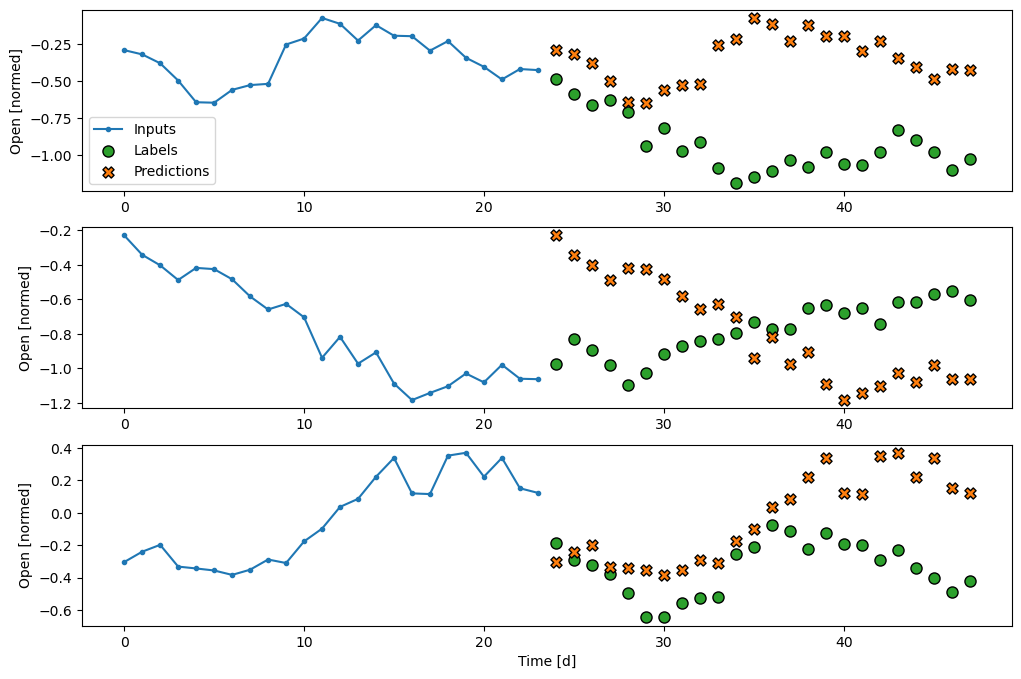 Open [normed]
−0.25
−0.50
−0.75
−1.00
Inputs
Labels
Predictions
0 10 20 30 40
Open [normed]
−0.2
−0.4
−0.6
−0.8
−1.0
−1.2
0 10 20 30 40
Open [normed]
0.4
0.2
0.0
−0.2
−0.4
−0.6
0 10 20 30 40
Time [d]